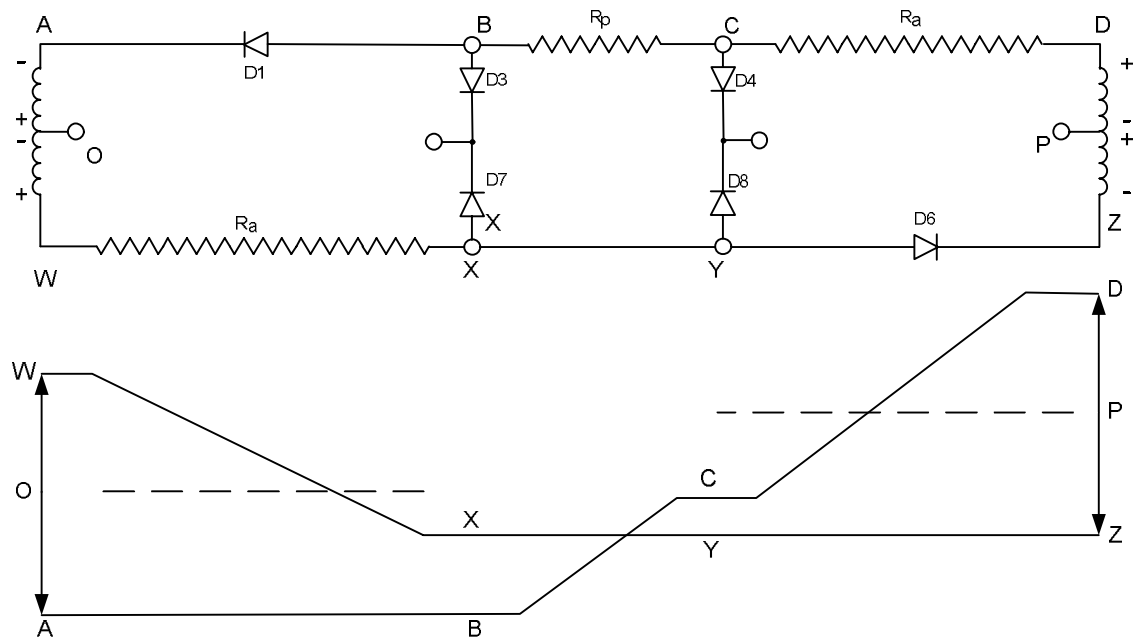 A B Rp C Ra D
D1 D3 D4
- + - +
O
+ - + -
P
D7 D8
X
Ra D6 Z
W X Y
D
W
P
O C
X
Y Z
A B